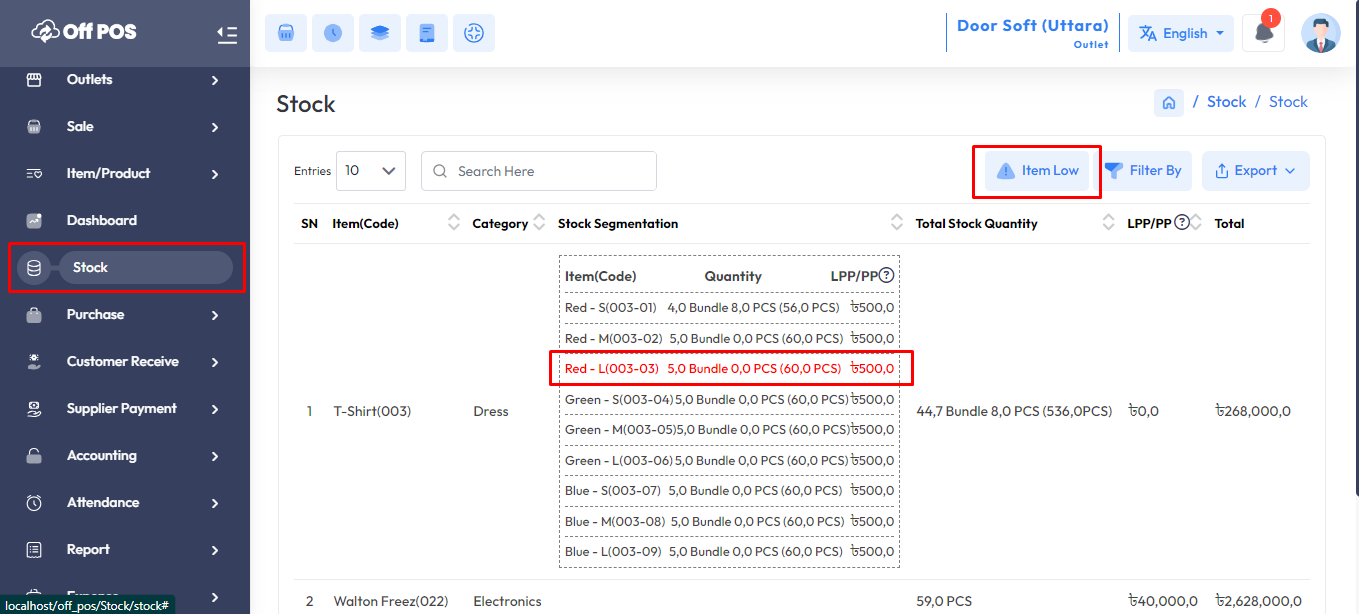 Off POS
Door Soft (Uttara)
Outlet
English
1
Outlets
Sale
Item/Product
Dashboard
Stock
Purchase
Customer Receive
Supplier Payment
Accounting
Attendance
Report
localhost/off_pos/Stock/stock#
Stock
/ Stock / Stock
Entries 10 Search Here Item Low Filter By Export
SN Item(Code) Category Stock Segmentation Total Stock Quantity LPP/PP ? Total
Item(Code) Quantity LPP/PP ?
Red - S(003-01) 4,0 Bundle 8,0 PCS (56,0 PCS) ৳500,0
Red - M(003-02) 5,0 Bundle 0,0 PCS (60,0 PCS) ৳500,0
Red - L(003-03) 5,0 Bundle 0,0 PCS (60,0 PCS) ৳500,0
Green - S(003-04) 5,0 Bundle 0,0 PCS (60,0 PCS) ৳500,0
1 T-Shirt(003) Dress 44,7 Bundle 8,0 PCS (536,0PCS) ৳0,0 ৳268,000,0
Green - M(003-05) 5,0 Bundle 0,0 PCS (60,0 PCS) ৳500,0
Green - L(003-06) 5,0 Bundle 0,0 PCS (60,0 PCS) ৳500,0
Blue - S(003-07) 5,0 Bundle 0,0 PCS (60,0 PCS) ৳500,0
Blue - M(003-08) 5,0 Bundle 0,0 PCS (60,0 PCS) ৳500,0
Blue - L(003-09) 5,0 Bundle 0,0 PCS (60,0 PCS) ৳500,0
2 Walton Freez(022) Electronics 59,0 PCS ৳40,000,0 ৳2,628,000,0